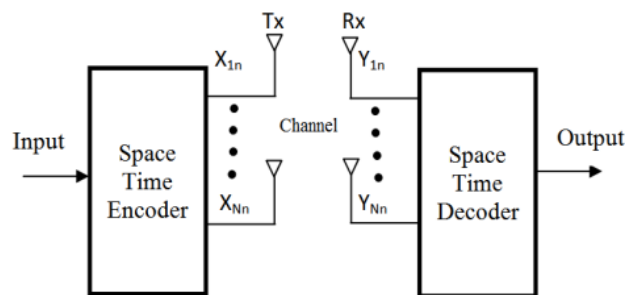 Tx
Rx
X1n
Y1n
Channel
Input
Space
Time
Encoder
Space
Time
Decoder
Output
XNn
YNn